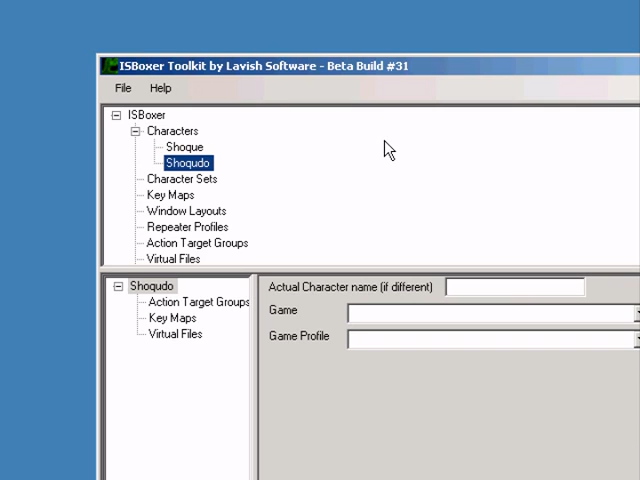 ISBoxer Toolkit by Lavish Software - Beta Build #31
File Help
ISBoxer
Characters
Shoque
Shoqudo
Character Sets
Key Maps
Window Layouts
Repeater Profiles
Action Target Groups
Virtual Files
Shoqudo
Action Target Groups
Key Maps
Virtual Files
Actual Character name (if different)
Game
Game Profile